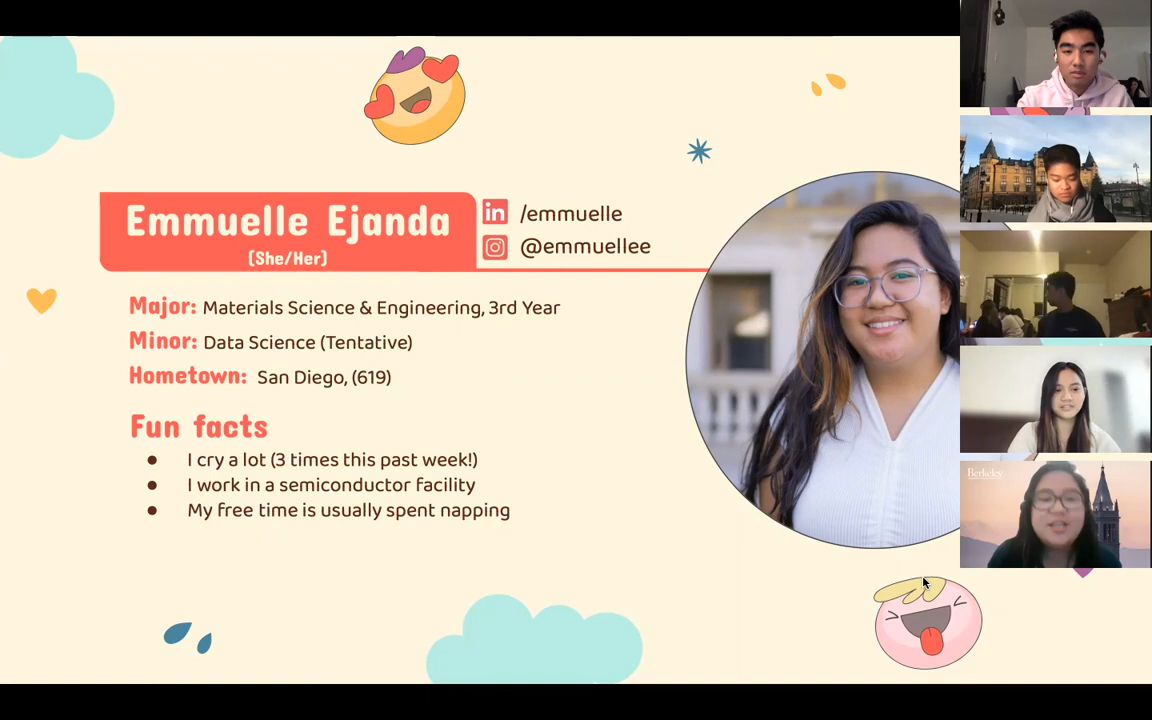 Emmuelle Ejanda
(She/Her)
in /emmuelle
@emmuellee
Major: Materials Science & Engineering, 3rd Year
Minor: Data Science (Tentative)
Hometown: San Diego, (619)
Fun facts
● I cry a lot (3 times this past week!)
● I work in a semiconductor facility
● My free time is usually spent napping
Berkeley